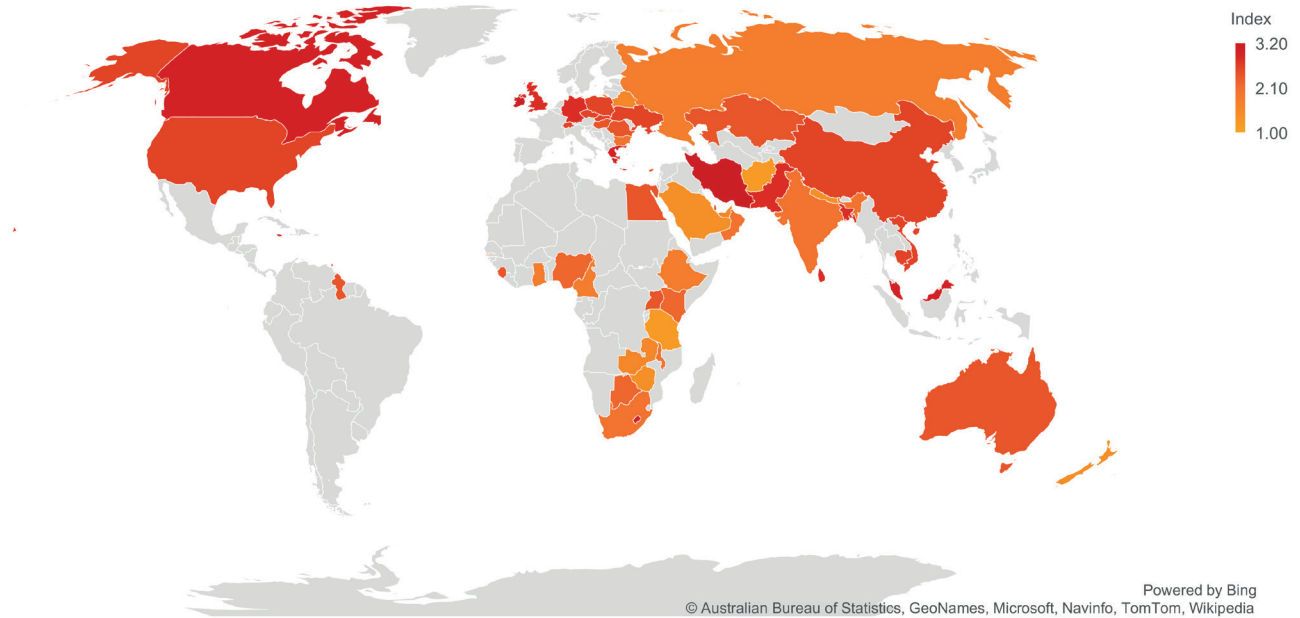 Index
3.20
2.10
1.00
Powered by Bing
© Australian Bureau of Statistics, GeoNames, Microsoft, Navinfo, TomTom, Wikipedia